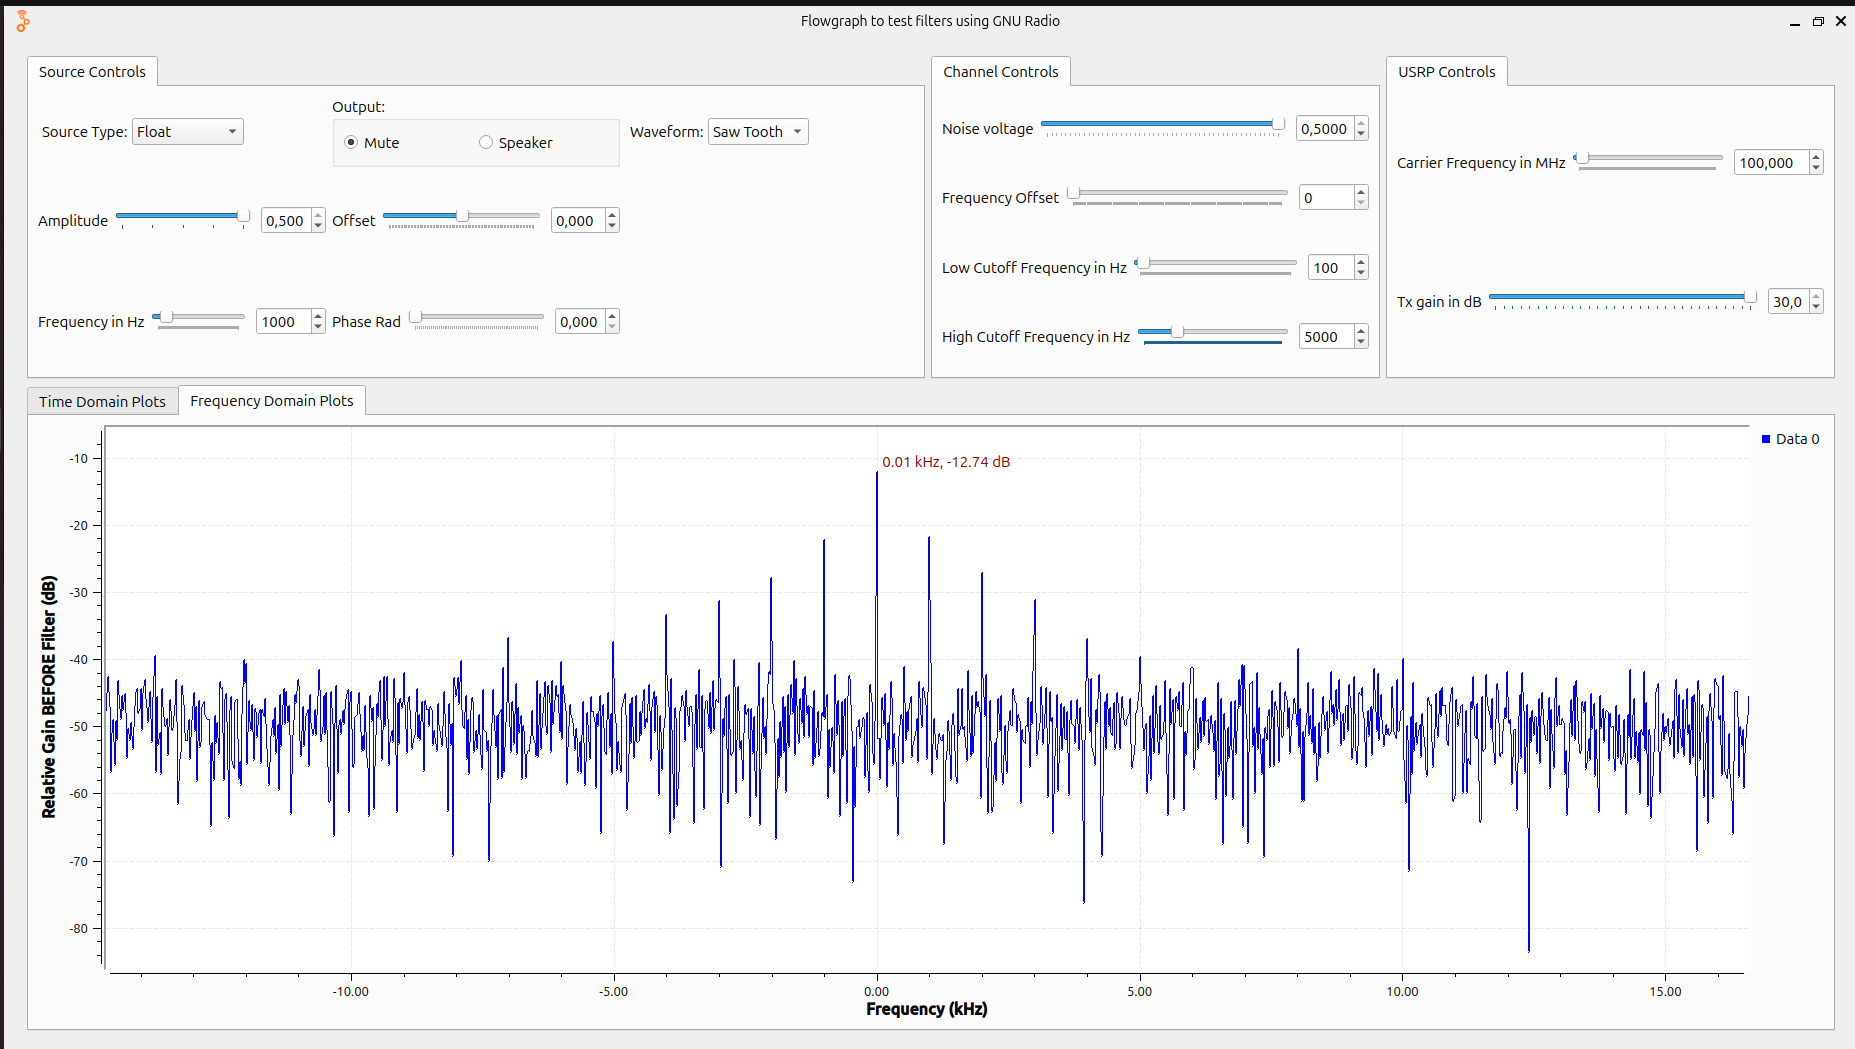 Flowgraph to test filters using GNU Radio
Source Controls
Channel Controls
USRP Controls
Output:
Source Type: Float
Mute
Speaker
Waveform: Saw Tooth
Noise voltage 0,5000
Carrier Frequency in MHz 100,000
Frequency Offset 0
Amplitude 0,500
Offset 0,000
Low Cutoff Frequency in Hz 100
Tx gain in dB 30,0
Frequency in Hz 1000
Phase Rad 0,000
High Cutoff Frequency in Hz 5000
Time Domain Plots
Frequency Domain Plots
Data 0
0.01 kHz, -12.74 dB
-10
-20
-30
-40
-50
-60
-70
-80
Relative Gain BEFORE Filter (dB)
-10.00
-5.00
0.00
5.00
10.00
15.00
Frequency (kHz)